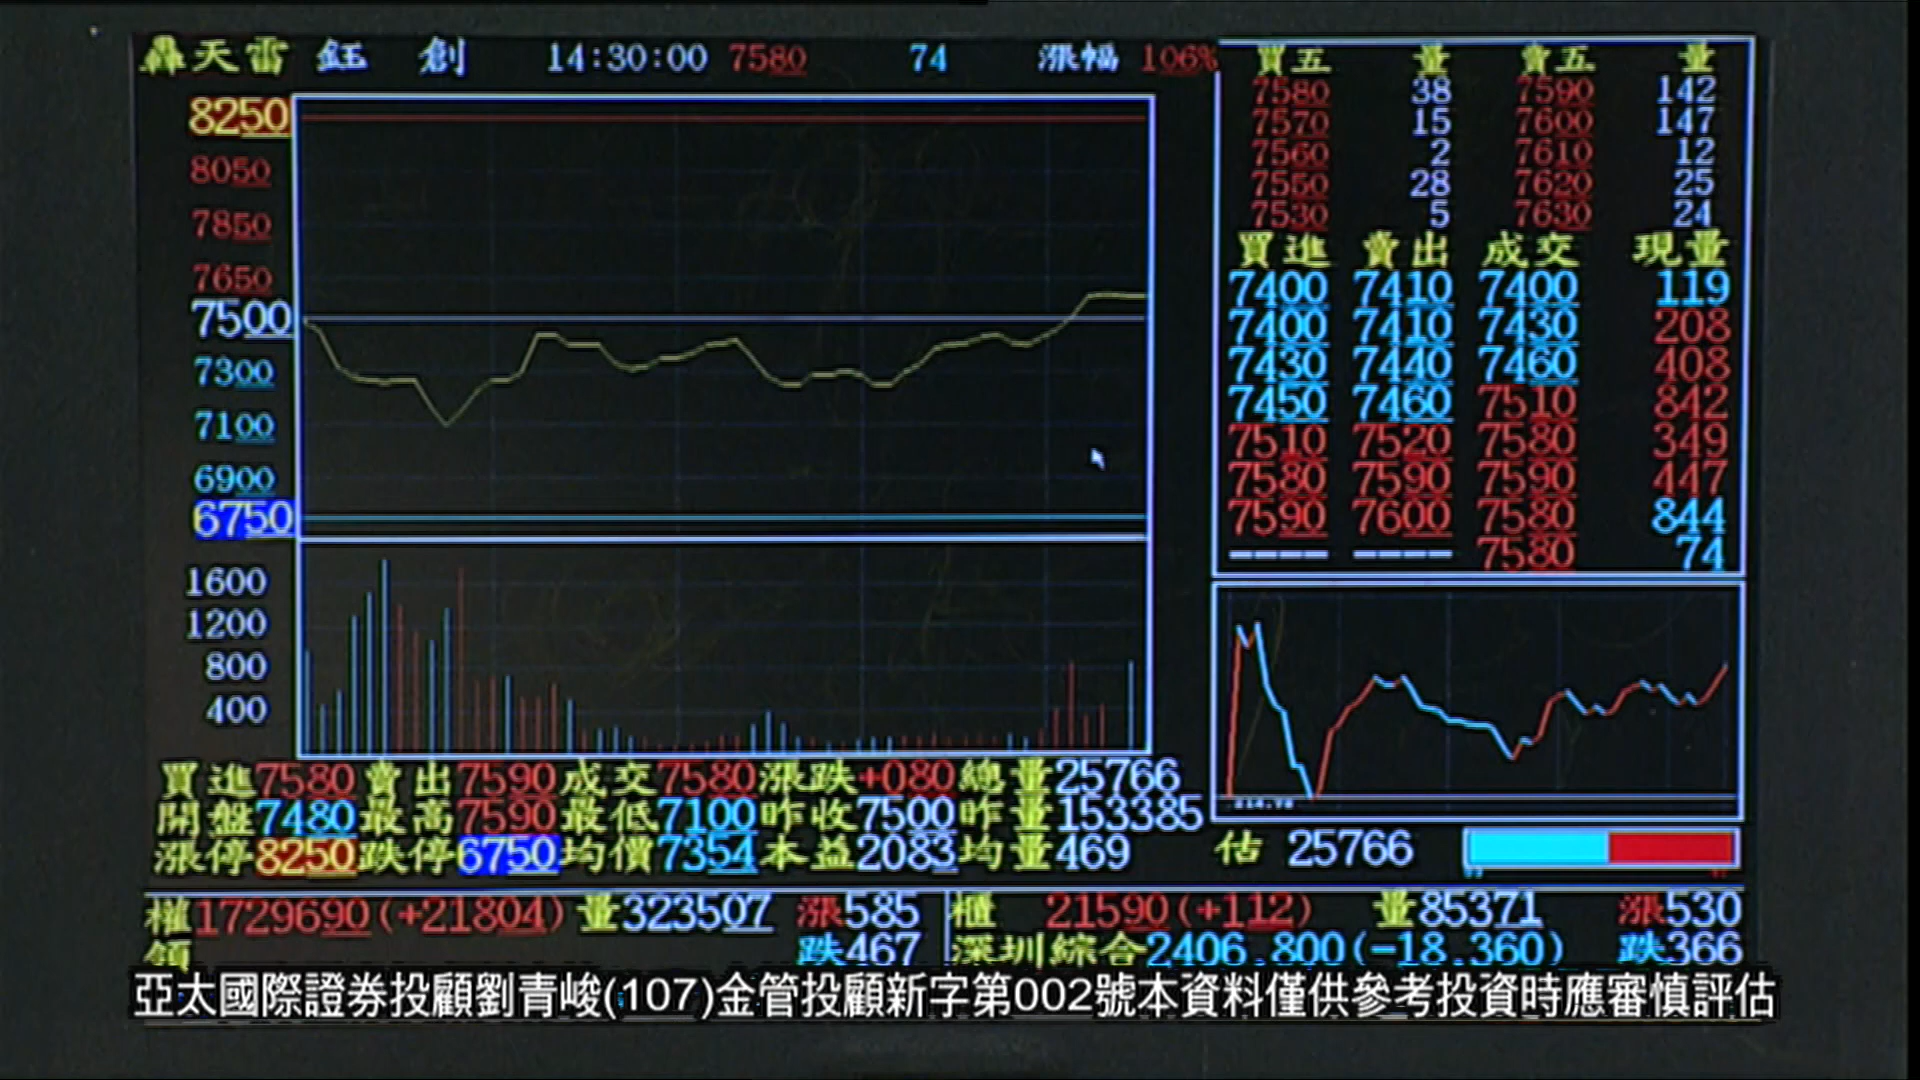 轟天雷 鈺 創 14:30:00 7580 74 漲幅 106%
8250
8050
7850
7650
7500
7300
7100
6900
6750
1600
1200
800
400
買五 量 賣五 量
7580 38 7590 142
7570 15 7600 147
7560 2 7610 12
7550 28 7620 25
7530 5 7630 24
買進 賣出 成交 現量
7400 7410 7400 119
7400 7410 7430 208
7430 7440 7460 408
7450 7460 7510 842
7510 7520 7580 349
7580 7590 7590 447
7590 7600 7580 844
---- ---- 7580 74
買進7580 賣出7590 成交7580 漲跌+080 總量25766
開盤7480 最高7590 最低7100 昨收7500 昨量153385
漲停8250 跌停6750 均價7354 本益2083 均量469
估 25766
權1729690(+21804) 量323507 漲585 櫃 21590(+112) 量85371 漲530
領 跌467 深圳綜合2406.800(-18.360) 跌366
亞太國際證券投顧劉青峻(107)金管投顧新字第002號本資料僅供參考投資時應審慎評估